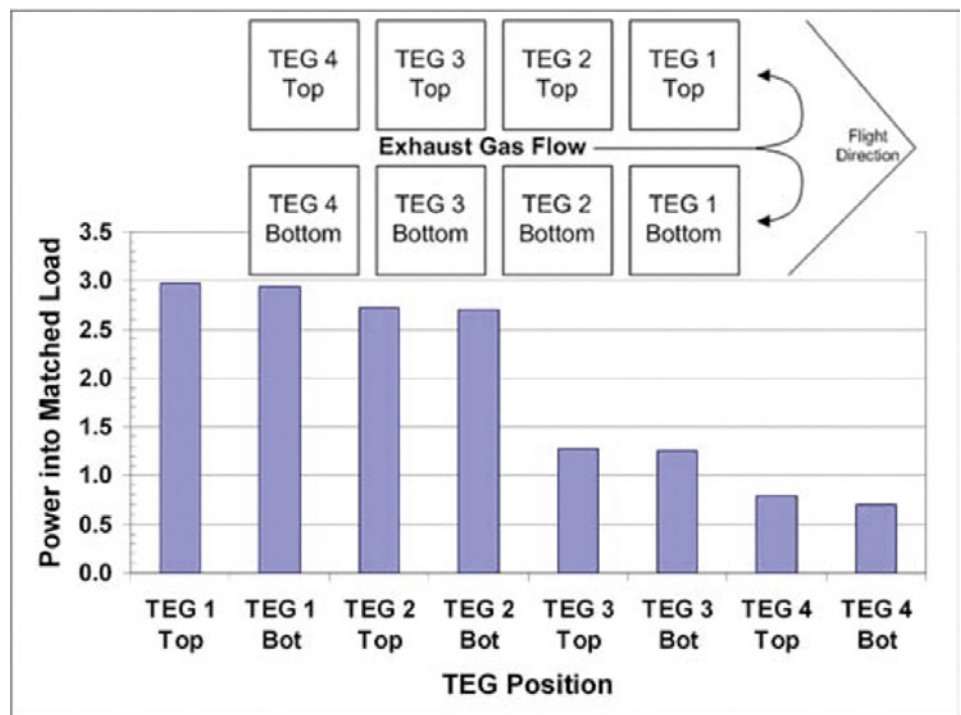 TEG 4
Top
TEG 3
Top
TEG 2
Top
TEG 1
Top
Exhaust Gas Flow
Flight
Direction
TEG 4
Bottom
TEG 3
Bottom
TEG 2
Bottom
TEG 1
Bottom
Power into Matched Load
3.5
3.0
2.5
2.0
1.5
1.0
0.5
0.0
TEG 1
Top
TEG 1
Bot
TEG 2
Top
TEG 2
Bot
TEG 3
Top
TEG 3
Bot
TEG 4
Top
TEG 4
Bot
TEG Position